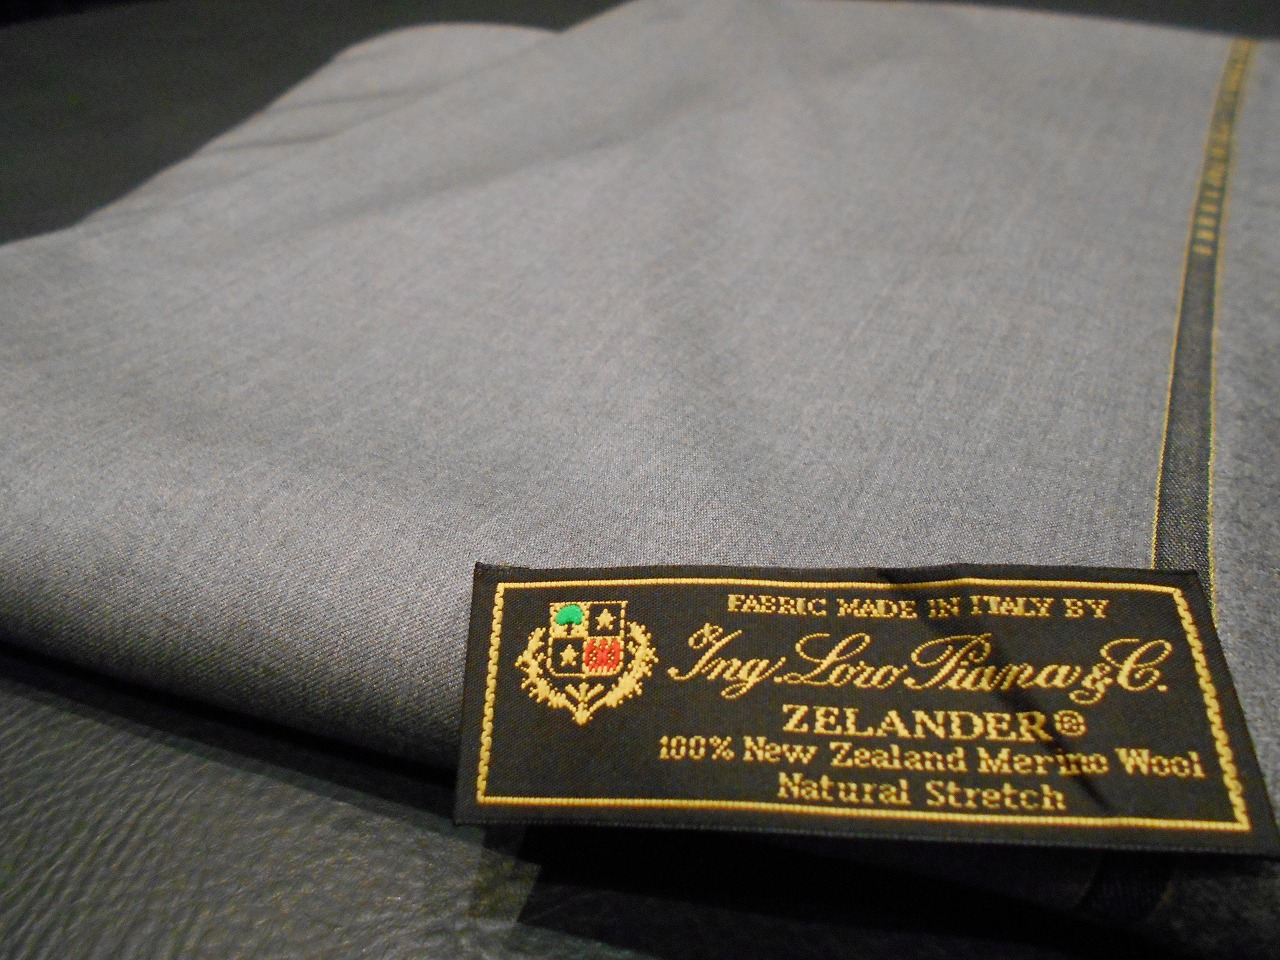 FABRIC MADE IN ITALY BY
Ing. Loro Piana & C.
ZELANDER®
100% New Zealand Merino Wool
Natural Stretch